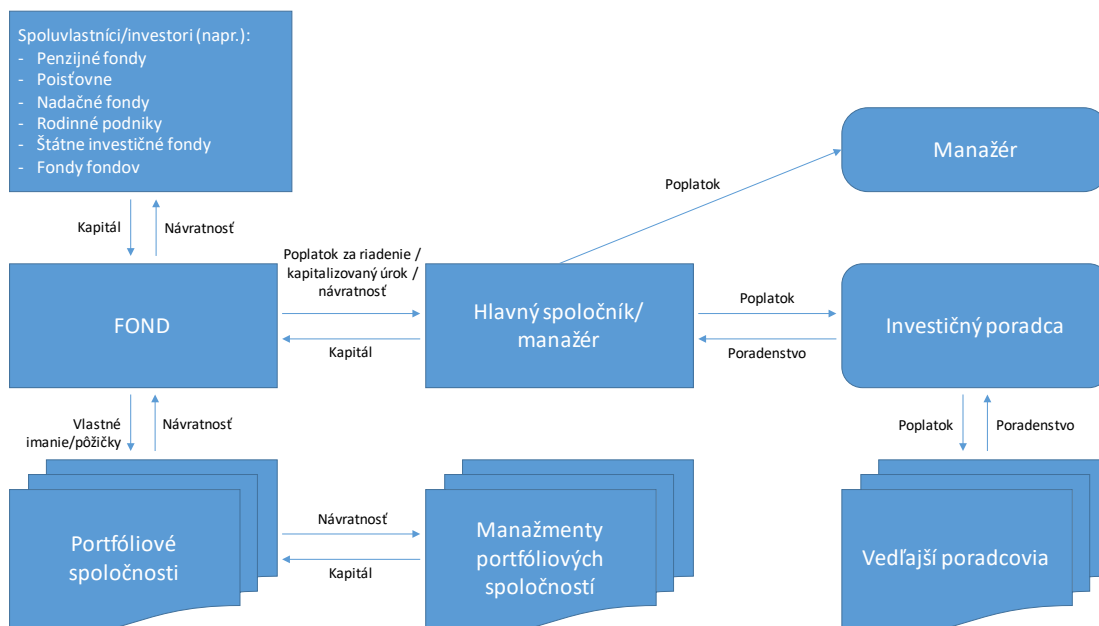 Spoluvlastníci/investori (napr.):
- Penzijné fondy
- Poisťovne
- Nadačné fondy
- Rodinné podniky
- Štátne investičné fondy
- Fondy fondov
Manažér
Poplatok
Kapitál
Návratnosť
Poplatok za riadenie /
kapitalizovaný úrok /
návratnosť
FOND
Kapitál
Hlavný spoločník/
manažér
Poplatok
Poradenstvo
Investičný poradca
Vlastné
imanie/pôžičky
Návratnosť
Poplatok
Poradenstvo
Portfóliové
spoločnosti
Návratnosť
Kapitál
Manažmenty
portfóliových
spoločností
Vedľajší poradcovia